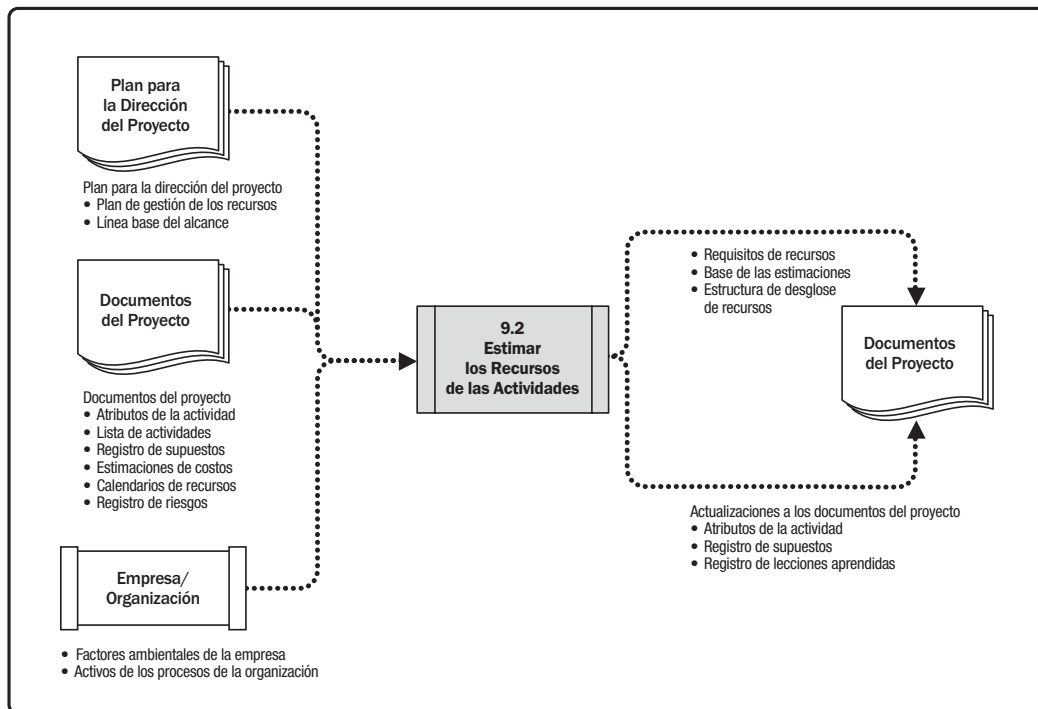 Plan para
la Dirección
del Proyecto
Plan para la dirección del proyecto
• Plan de gestión de los recursos
• Línea base del alcance
Documentos
del Proyecto
Documentos del proyecto
• Atributos de la actividad
• Lista de actividades
• Registro de supuestos
• Estimaciones de costos
• Calendarios de recursos
• Registro de riesgos
Empresa/
Organización
• Factores ambientales de la empresa
• Activos de los procesos de la organización
9.2
Estimar
los Recursos
de las Actividades
• Requisitos de recursos
• Base de las estimaciones
• Estructura de desglose
de recursos
Documentos
del Proyecto
Actualizaciones a los documentos del proyecto
• Atributos de la actividad
• Registro de supuestos
• Registro de lecciones aprendidas